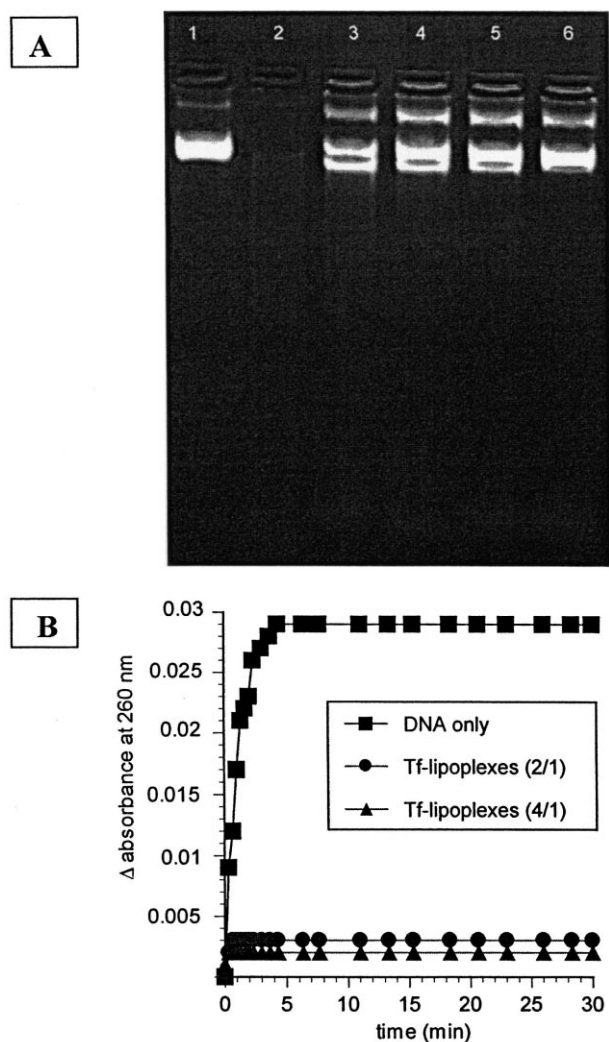 A
1 2 3 4 5 6
B
0.03
0.025
0.02
0.015
0.01
0.005
0 5 10 15 20 25 30
Δ absorbance at 260 nm
time (min)
DNA only
Tf-lipoplexes (2/1)
Tf-lipoplexes (4/1)